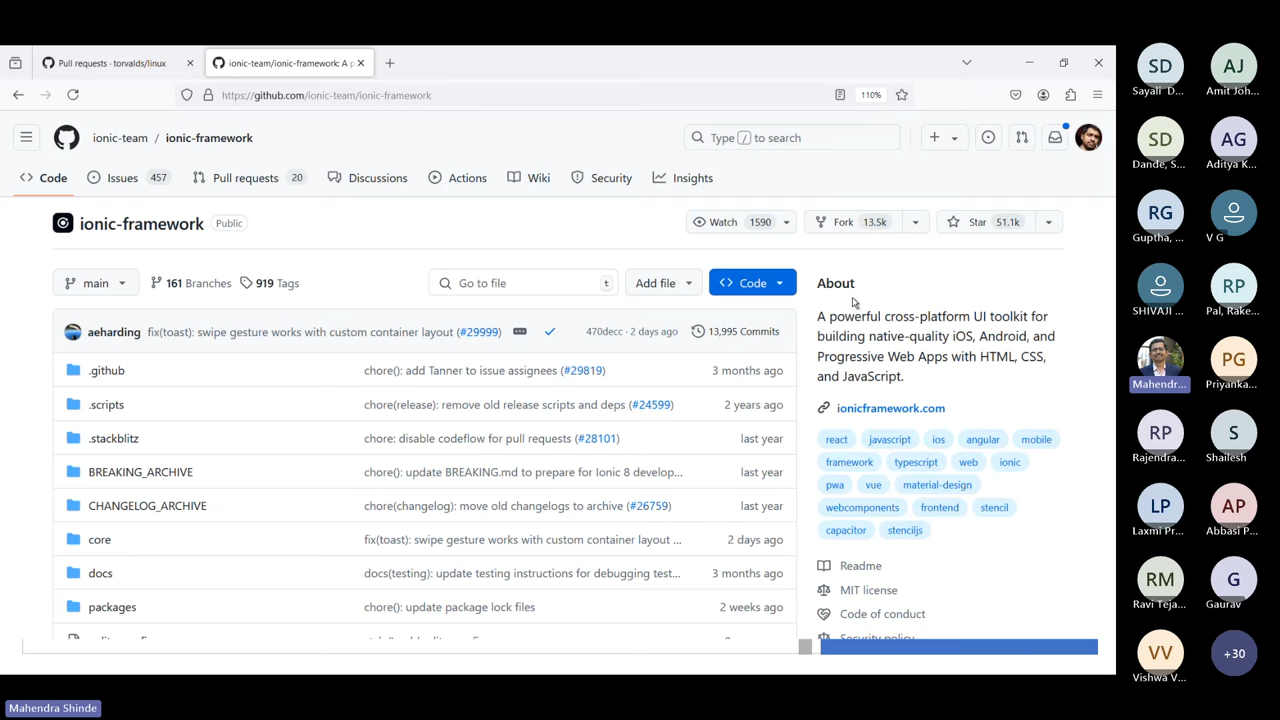 Pull requests · torvalds/linux
ionic-team/ionic-framework: A p
https://github.com/ionic-team/ionic-framework
110%
ionic-team / ionic-framework
Type / to search
Code
Issues 457
Pull requests 20
Discussions
Actions
Wiki
Security
Insights
ionic-framework Public
Watch 1590
Fork 13.5k
Star 51.1k
main
161 Branches
919 Tags
Go to file t
Add file
Code
aeharding fix(toast): swipe gesture works with custom container layout (#29999)
470decc · 2 days ago
13,995 Commits
.github chore(): add Tanner to issue assignees (#29819) 3 months ago
.scripts chore(release): remove old release scripts and deps (#24599) 2 years ago
.stackblitz chore: disable codeflow for pull requests (#28101) last year
BREAKING_ARCHIVE chore(): update BREAKING.md to prepare for Ionic 8 develop... last year
CHANGELOG_ARCHIVE chore(changelog): move old changelogs to archive (#26759) last year
core fix(toast): swipe gesture works with custom container layout ... 2 days ago
docs docs(testing): update testing instructions for debugging test... 3 months ago
packages chore(): update package lock files 2 weeks ago
About
A powerful cross-platform UI toolkit for
building native-quality iOS, Android, and
Progressive Web Apps with HTML, CSS,
and JavaScript.
ionicframework.com
react javascript ios angular mobile
framework typescript web ionic
pwa vue material-design
webcomponents frontend stencil
capacitor stenciljs
Readme
MIT license
Code of conduct
Security policy
SD
Sayali D...
AJ
Amit Joh...
SD
Dande, S...
AG
Aditya K...
RG
Guptha, ...
V G
SHIVAJI ...
RP
Pal, Rake...
Mahendr...
PG
Priyanka...
RP
Rajendra...
S
Shailesh
LP
Laxmi Pr...
AP
Abbasi P...
RM
Ravi Teja...
G
Gaurav
VV
Vishwa V...
+30
Mahendra Shinde